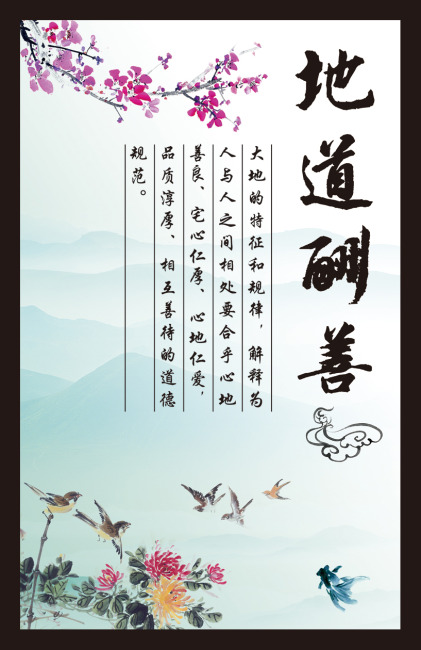 地道酬善
大地的特征和规律，解释为
人与人之间相处要合乎心地
善良、宅心仁厚、心地仁爱，
品质淳厚、相互善待的道德
规范。